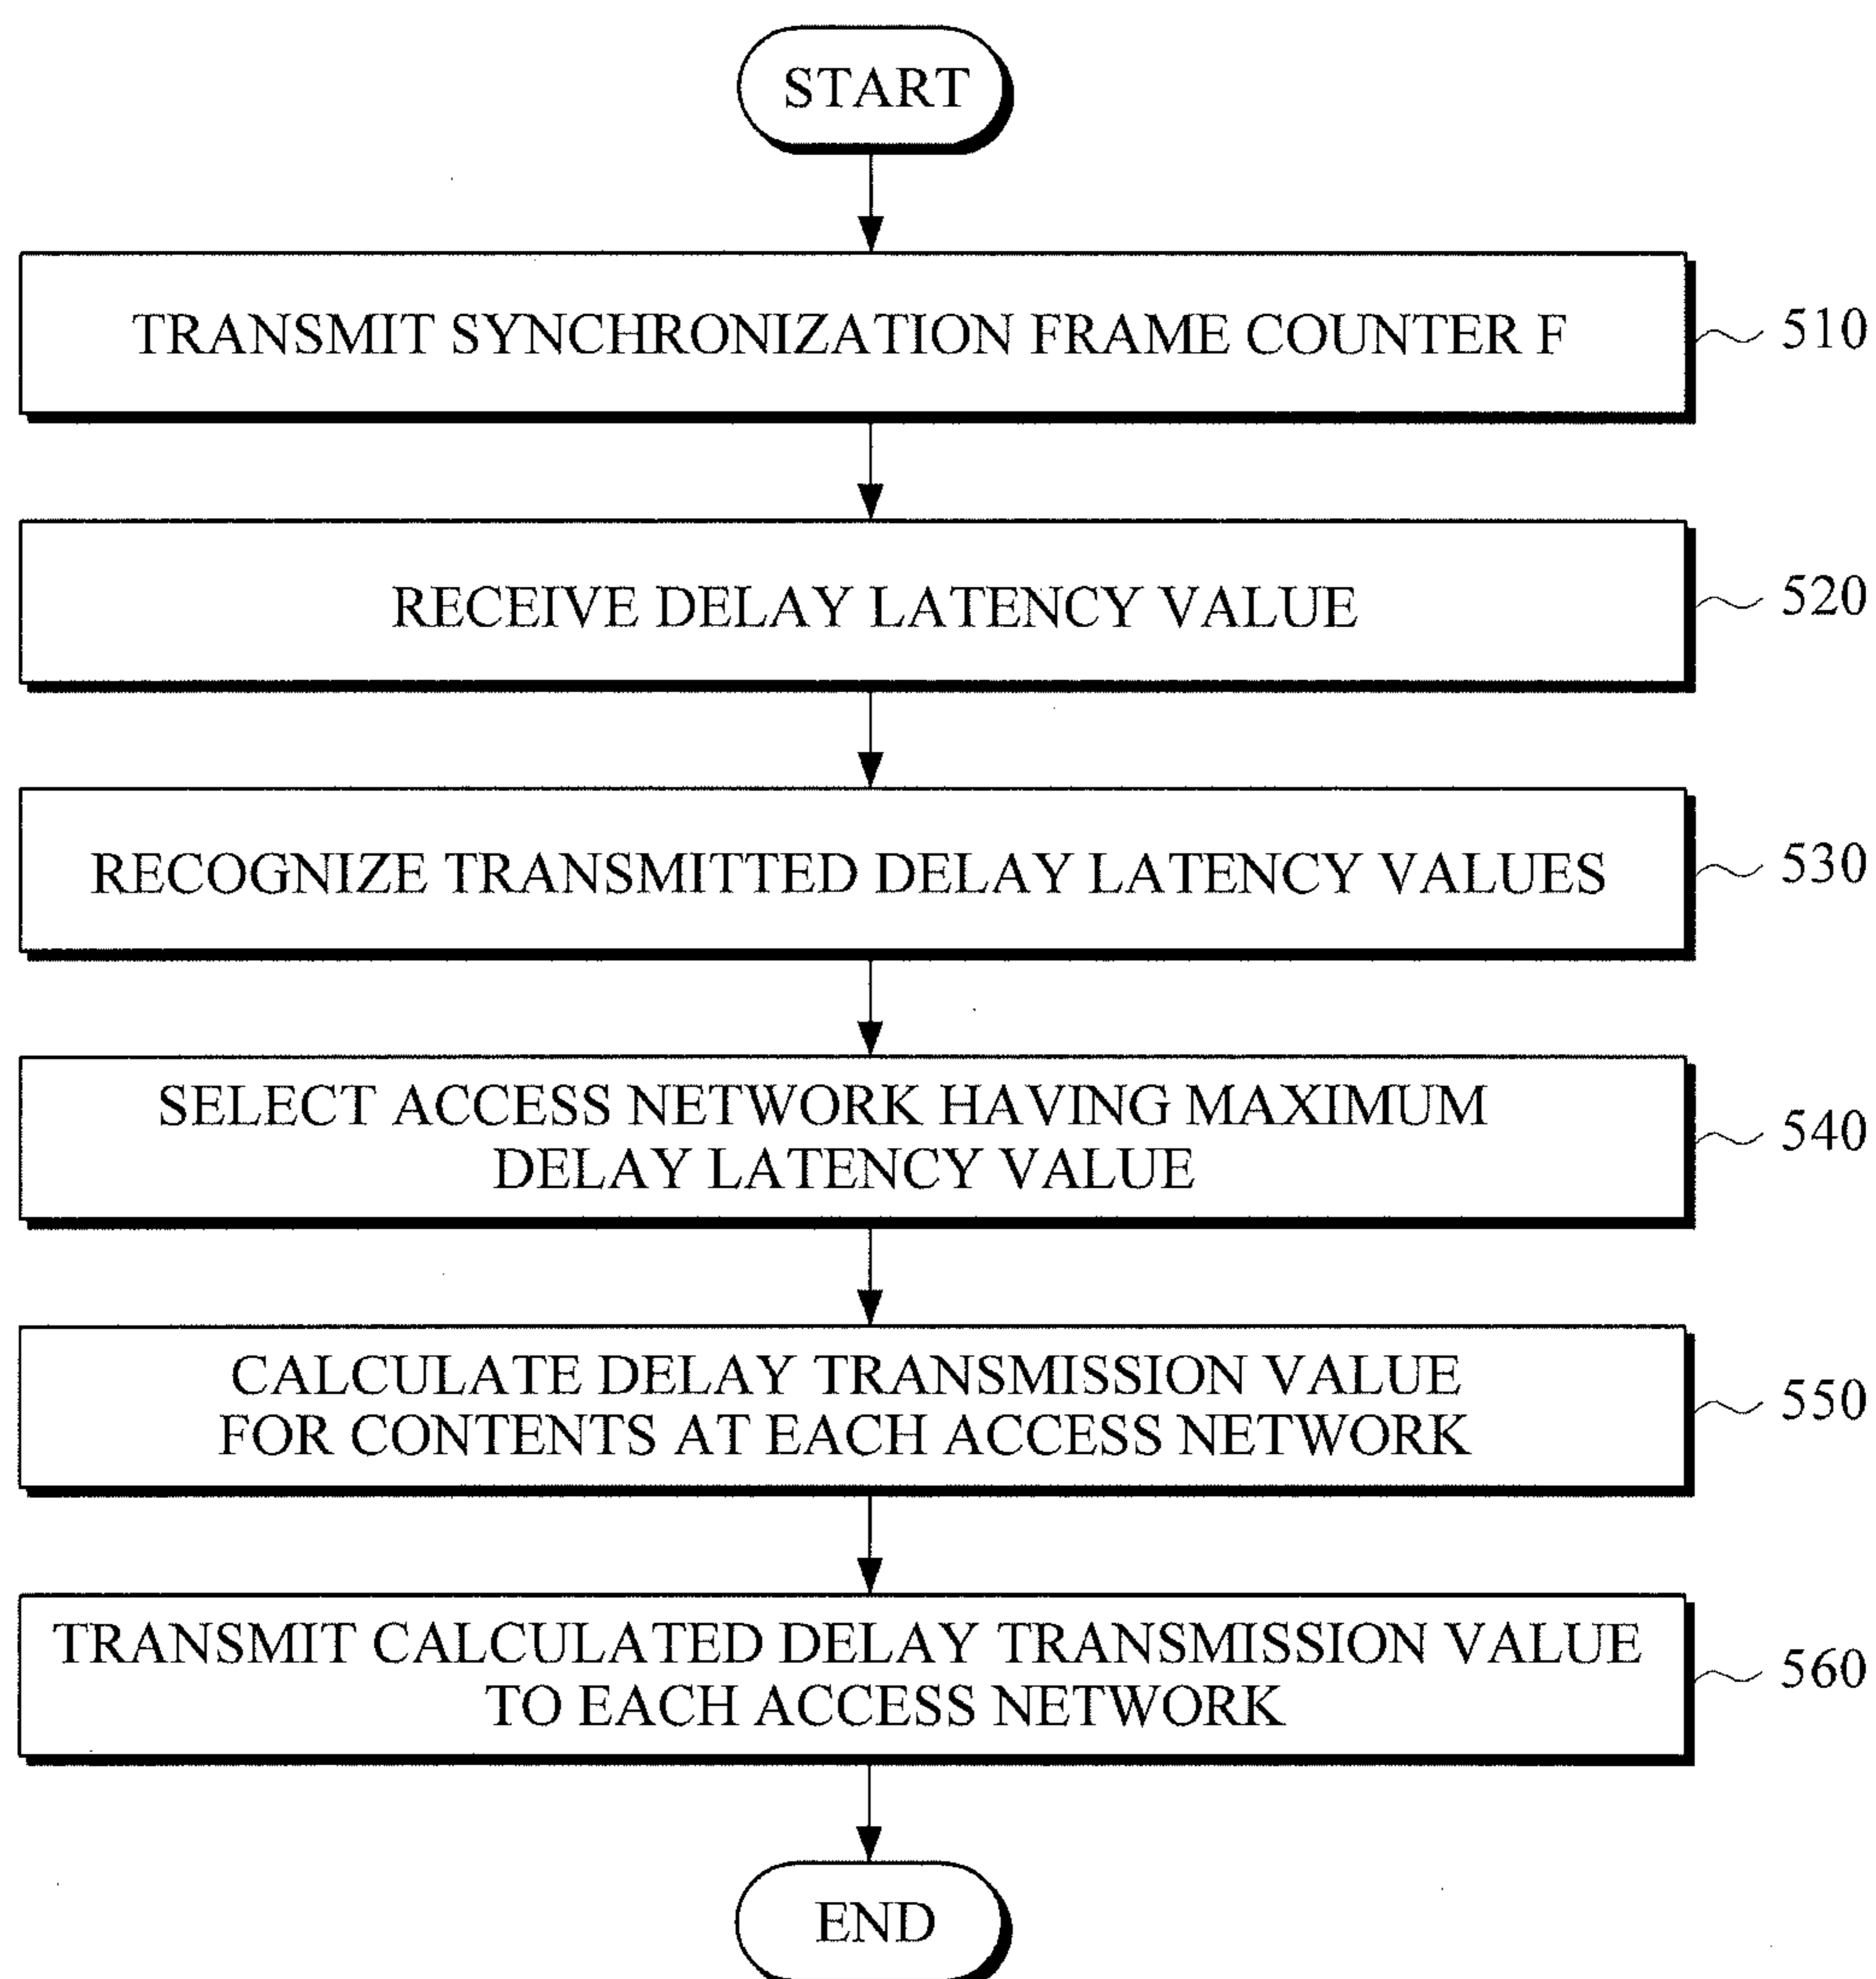 START
TRANSMIT SYNCHRONIZATION FRAME COUNTER F
510
RECEIVE DELAY LATENCY VALUE
520
RECOGNIZE TRANSMITTED DELAY LATENCY VALUES
530
SELECT ACCESS NETWORK HAVING MAXIMUM
DELAY LATENCY VALUE
540
CALCULATE DELAY TRANSMISSION VALUE
FOR CONTENTS AT EACH ACCESS NETWORK
550
TRANSMIT CALCULATED DELAY TRANSMISSION VALUE
TO EACH ACCESS NETWORK
560
END